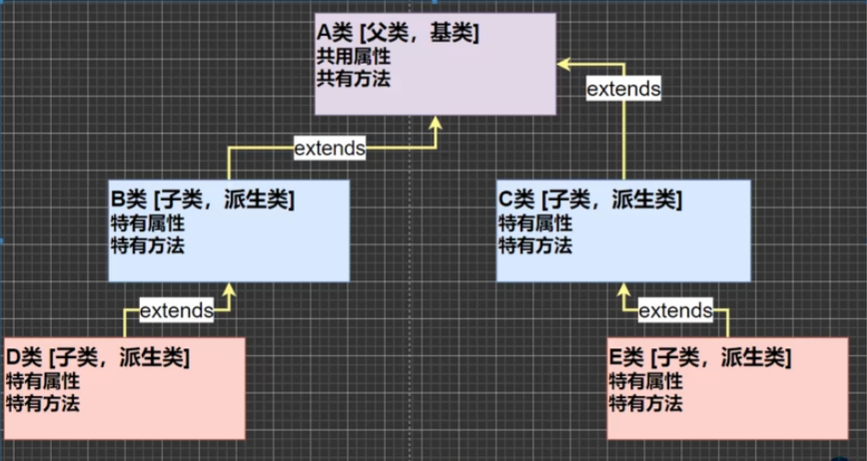 A类 [父类，基类]
共用属性
共有方法
extends
extends
B类 [子类，派生类]
特有属性
特有方法
C类 [子类，派生类]
特有属性
特有方法
extends
extends
D类 [子类，派生类]
特有属性
特有方法
E类 [子类，派生类]
特有属性
特有方法